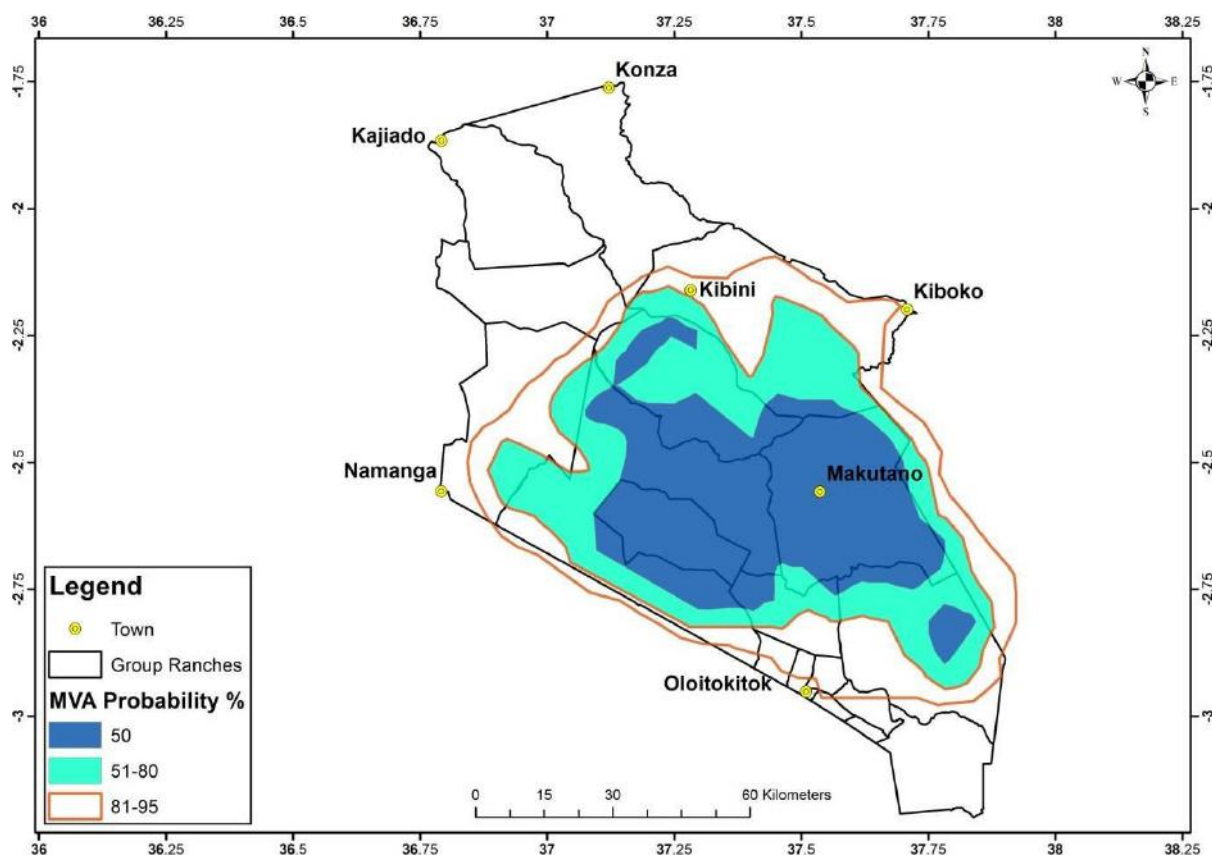 36 36.25 36.5 36.75 37 37.25 37.5 37.75 38 38.25
N
W E
S
-1.75 -1.75
Konza
Kajiado
-2 -2
Kibini
Kiboko
-2.25 -2.25
-2.5 -2.5
Namanga
Makutano
-2.75 -2.75
Legend
Town
Group Ranches
Oloitokitok
MVA Probability %
-3 -3
50
51-80
81-95
0 15 30 60 Kilometers
36 36.25 36.5 36.75 37 37.25 37.5 37.75 38 38.25